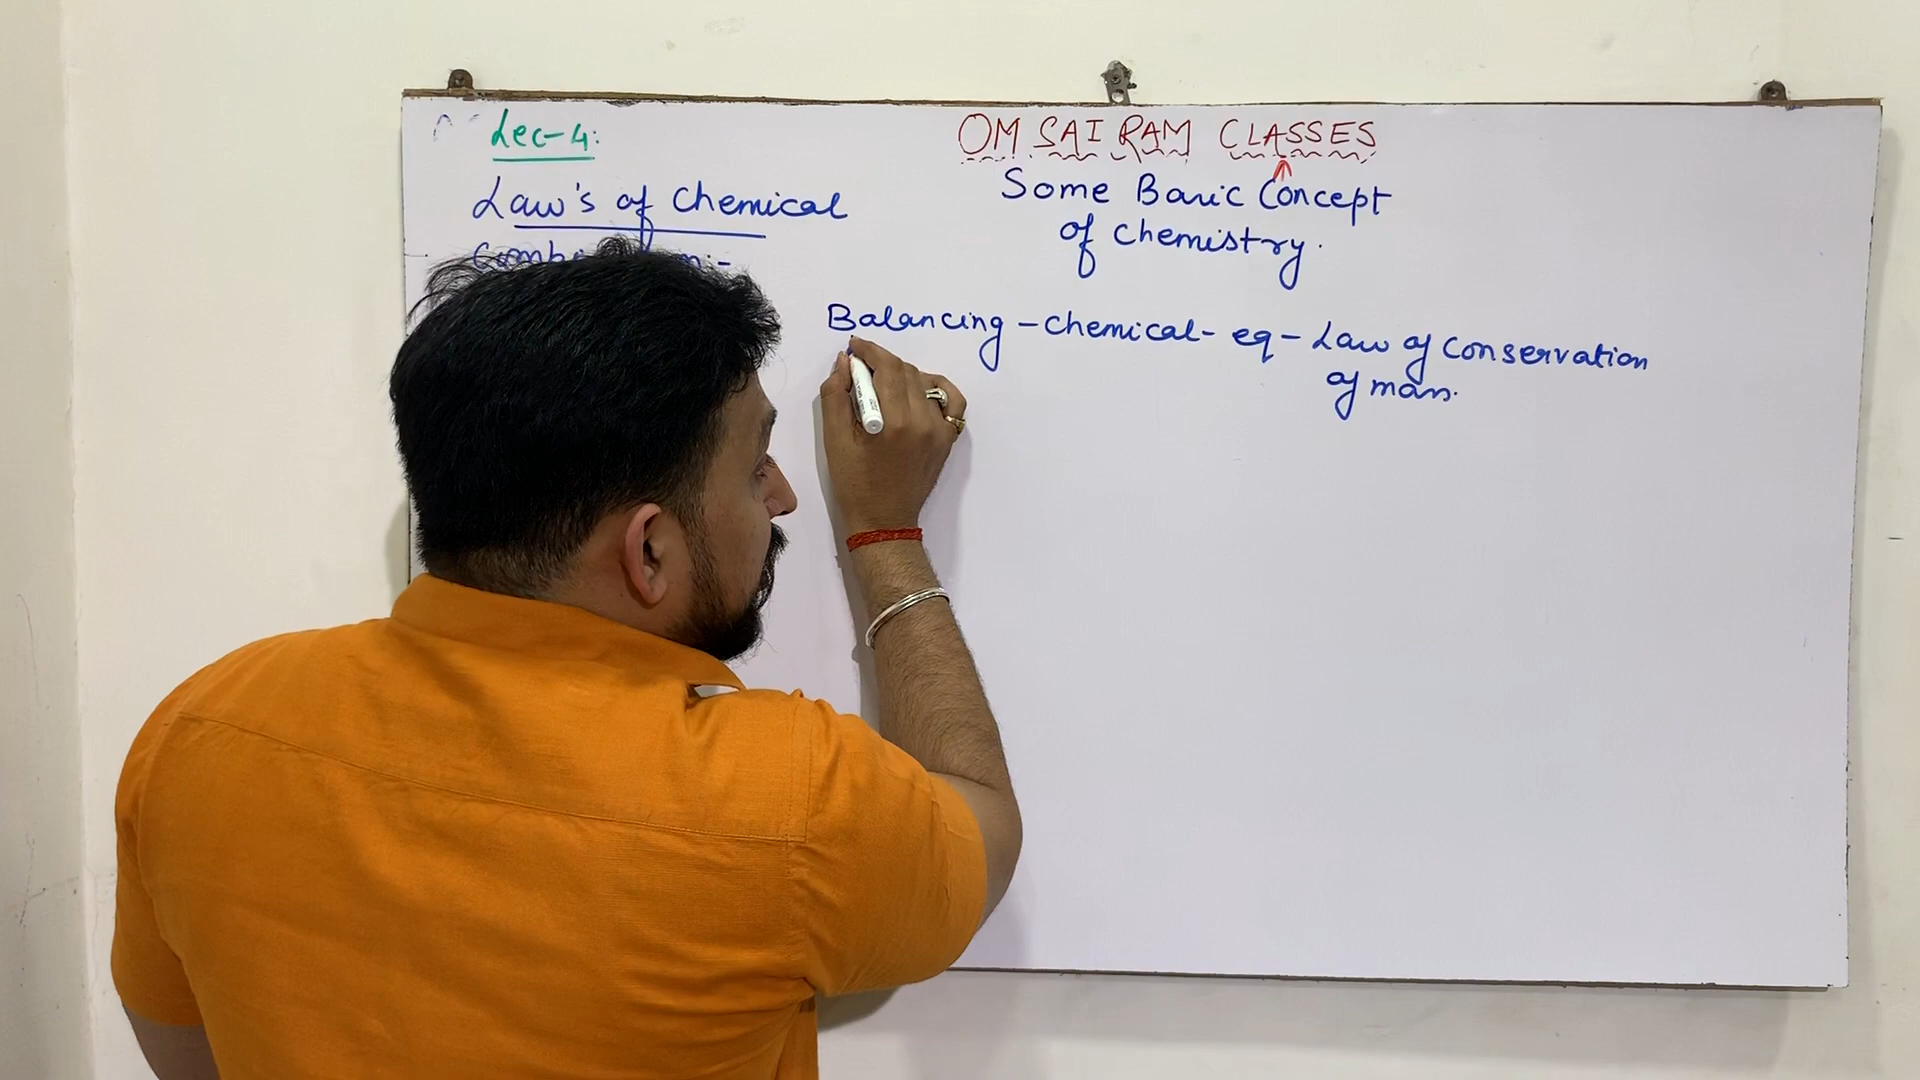 Lec-4:
OM SAI RAM CLASSES
Law's of Chemical
Some Basic Concept
of Chemistry.
Balancing - chemical - eq - Law of Conservation
of mass.